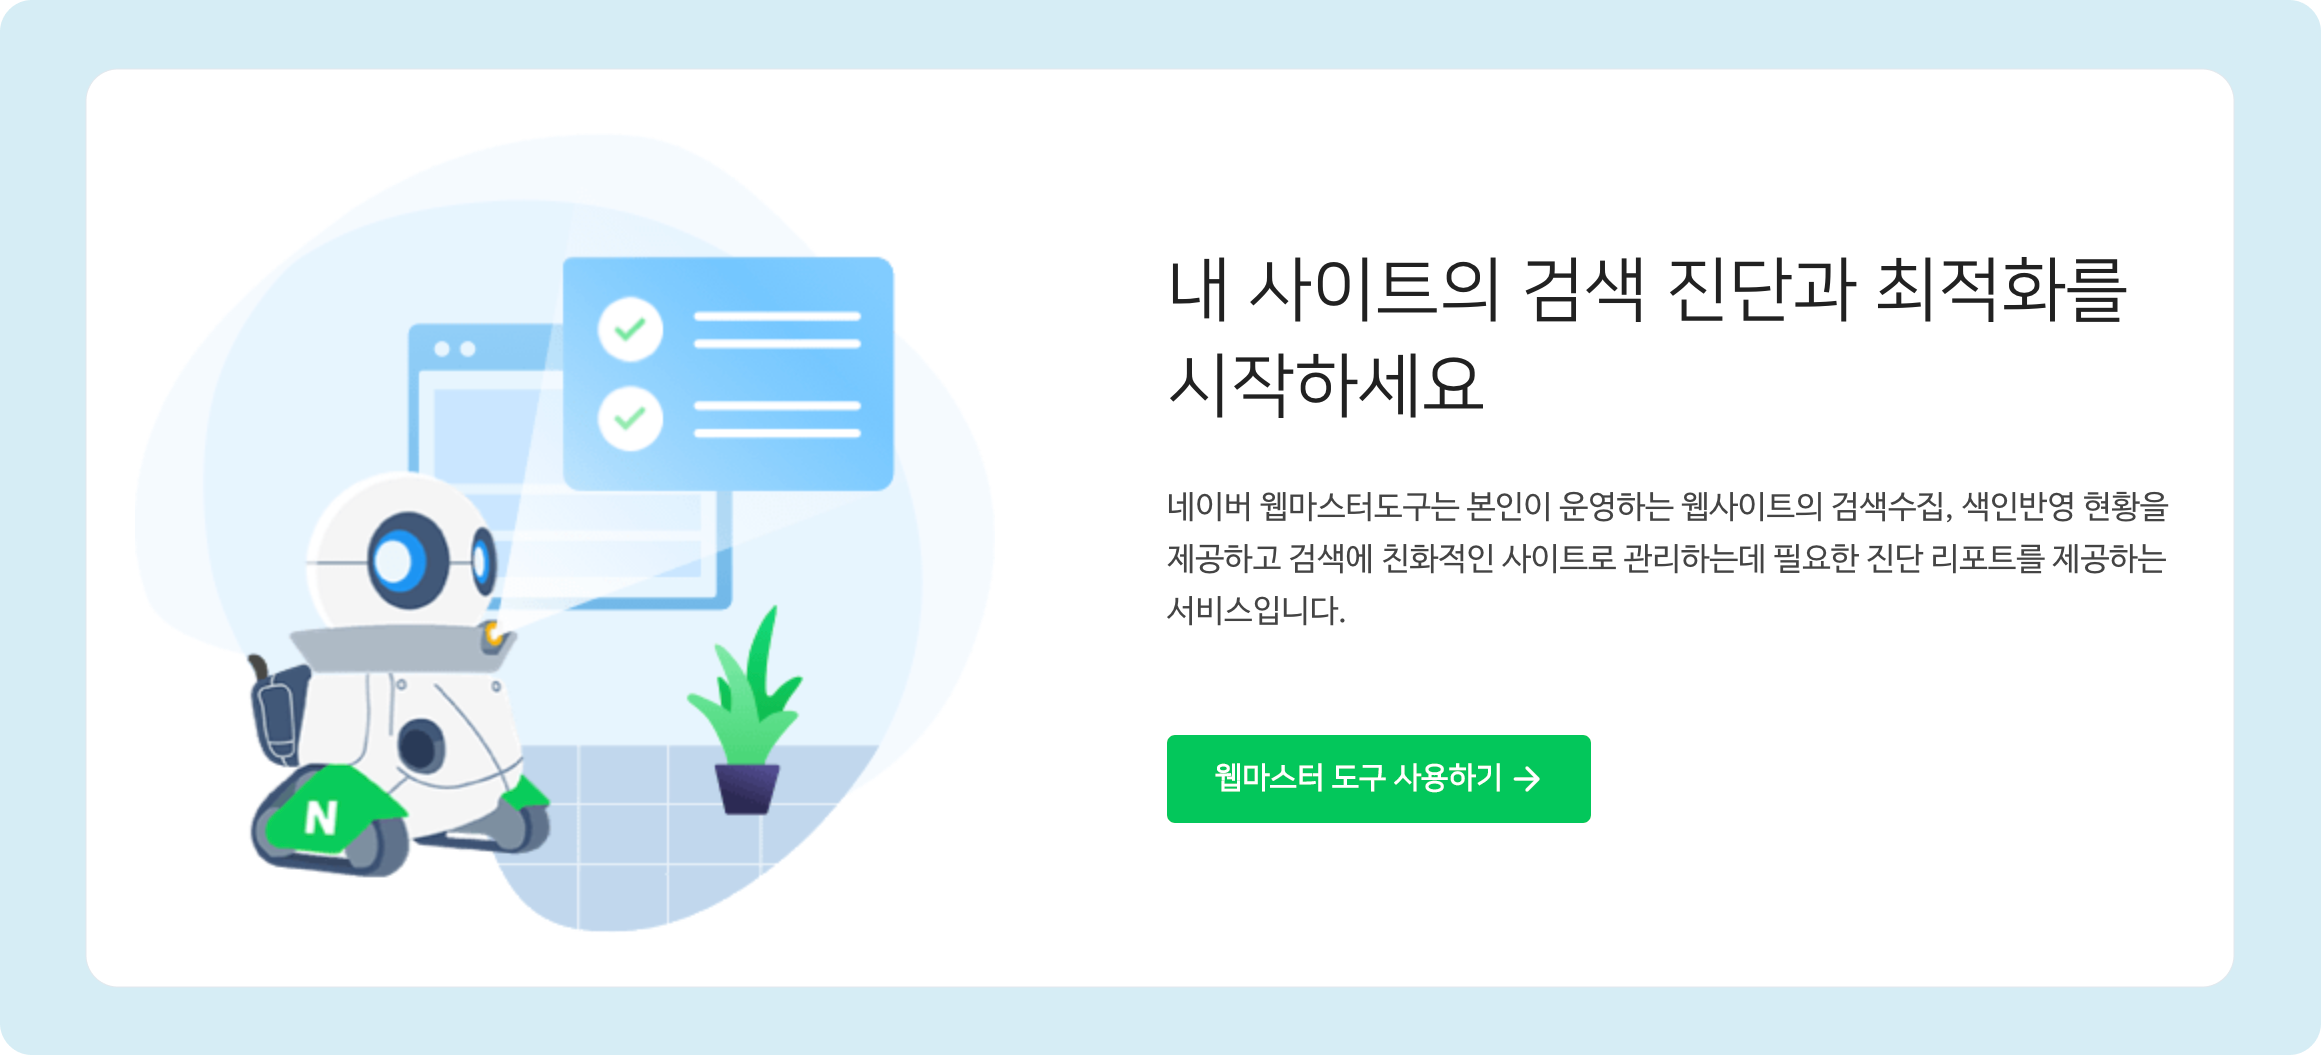 내 사이트의 검색 진단과 최적화를
시작하세요
네이버 웹마스터도구는 본인이 운영하는 웹사이트의 검색수집, 색인반영 현황을
제공하고 검색에 친화적인 사이트로 관리하는데 필요한 진단 리포트를 제공하는
서비스입니다.
웹마스터 도구 사용하기 →
N